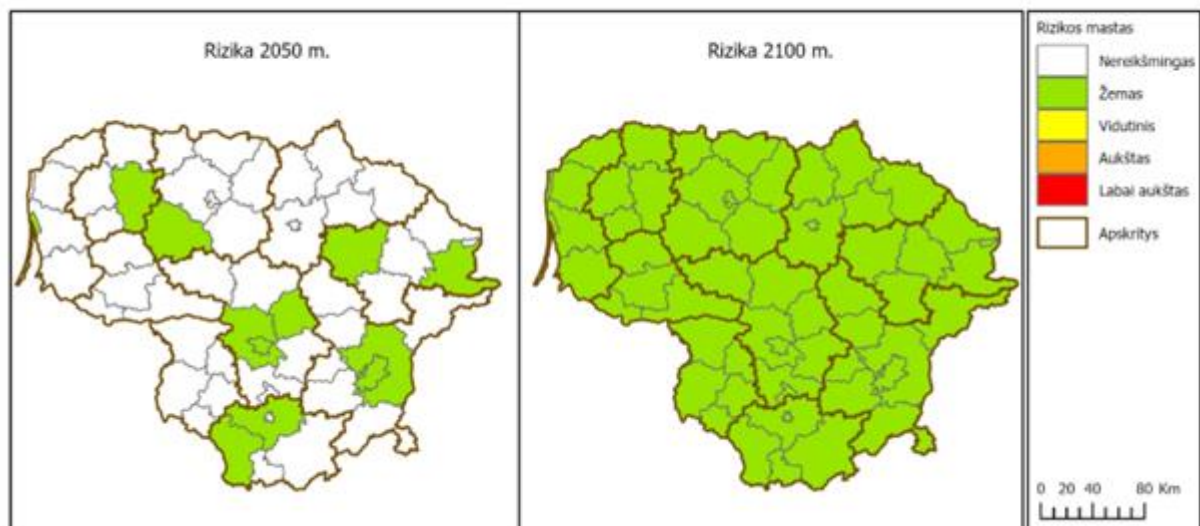 Rizika 2050 m.
Rizika 2100 m.
Rizikos mastas
Nereikšmingas
Žemas
Vidutinis
Aukštas
Labai aukštas
Apskritys
0 20 40 80 Km